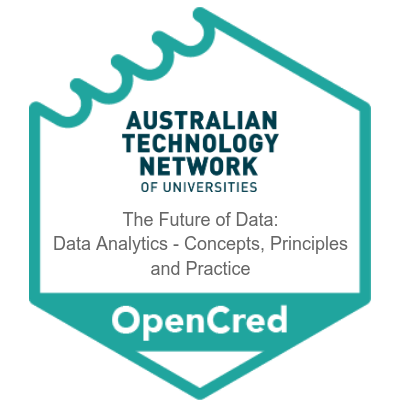 AUSTRALIAN
TECHNOLOGY
NETWORK
OF UNIVERSITIES
The Future of Data:
Data Analytics - Concepts, Principles
and Practice
OpenCred